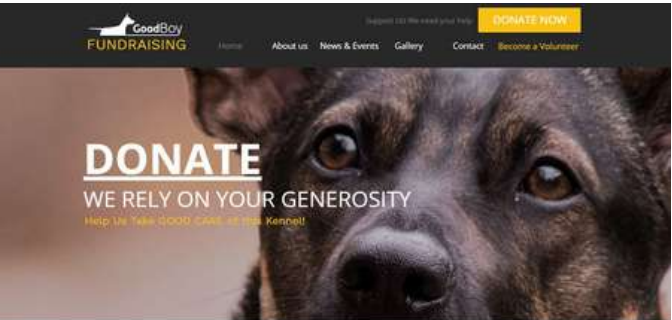 GoodBoy
FUNDRAISING
Support Us! We need your help
DONATE NOW
Home
About us
News & Events
Gallery
Contact
Become a Volunteer
DONATE
WE RELY ON YOUR GENEROSITY
Help Us Take GOOD CARE of this Kennel!